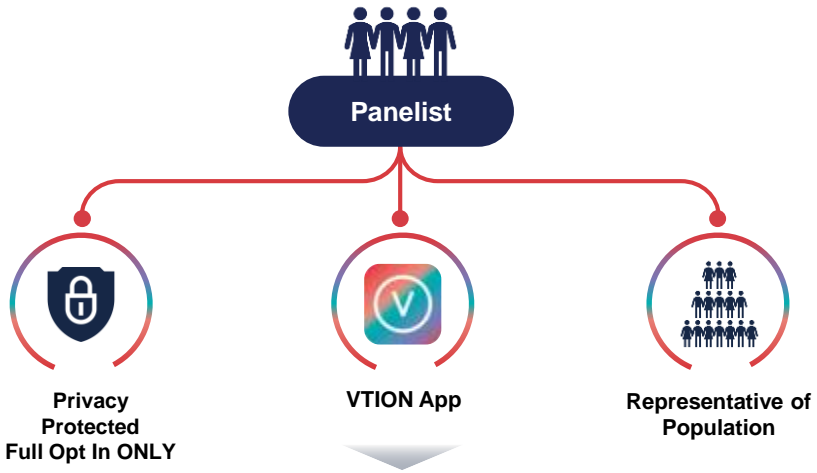 Panelist
V
Privacy
Protected
Full Opt In ONLY
VTION App
Representative of
Population